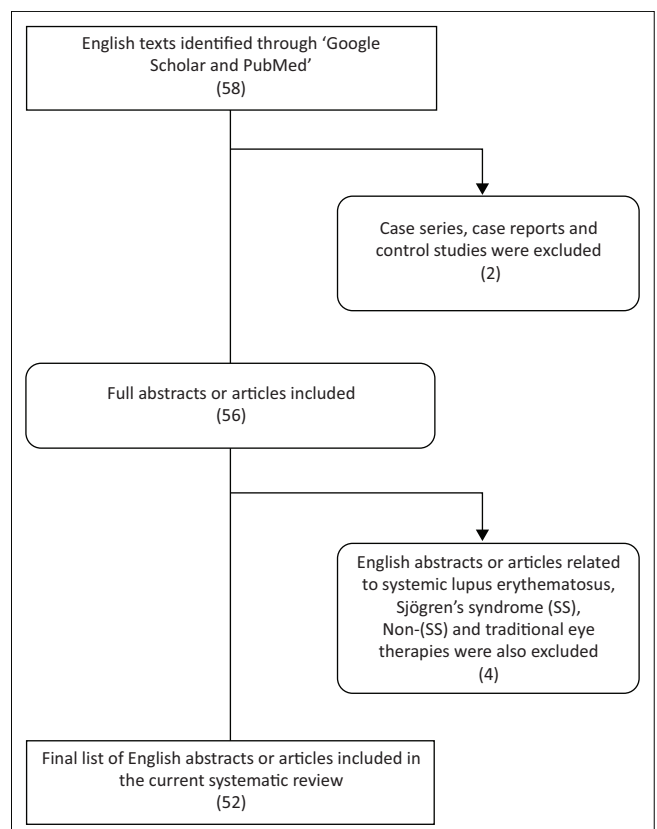 English texts identified through ‘Google
Scholar and PubMed’
(58)
Case series, case reports and
control studies were excluded
(2)
Full abstracts or articles included
(56)
English abstracts or articles related
to systemic lupus erythematosus,
Sjögren’s syndrome (SS),
Non-(SS) and traditional eye
therapies were also excluded
(4)
Final list of English abstracts or articles included in
the current systematic review
(52)